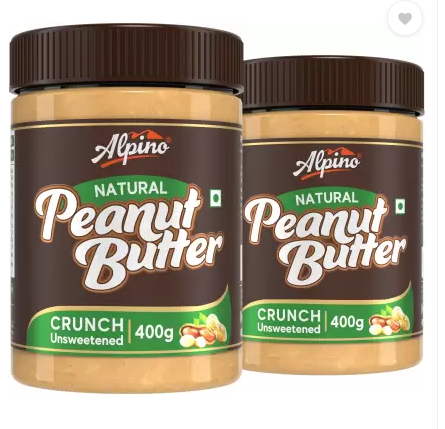 Alpino
NATURAL
Peanut
Butter
CRUNCH
Unsweetened
400g
Alpino
NATURAL
Peanut
Butter
CRUNCH
Unsweetened
400g